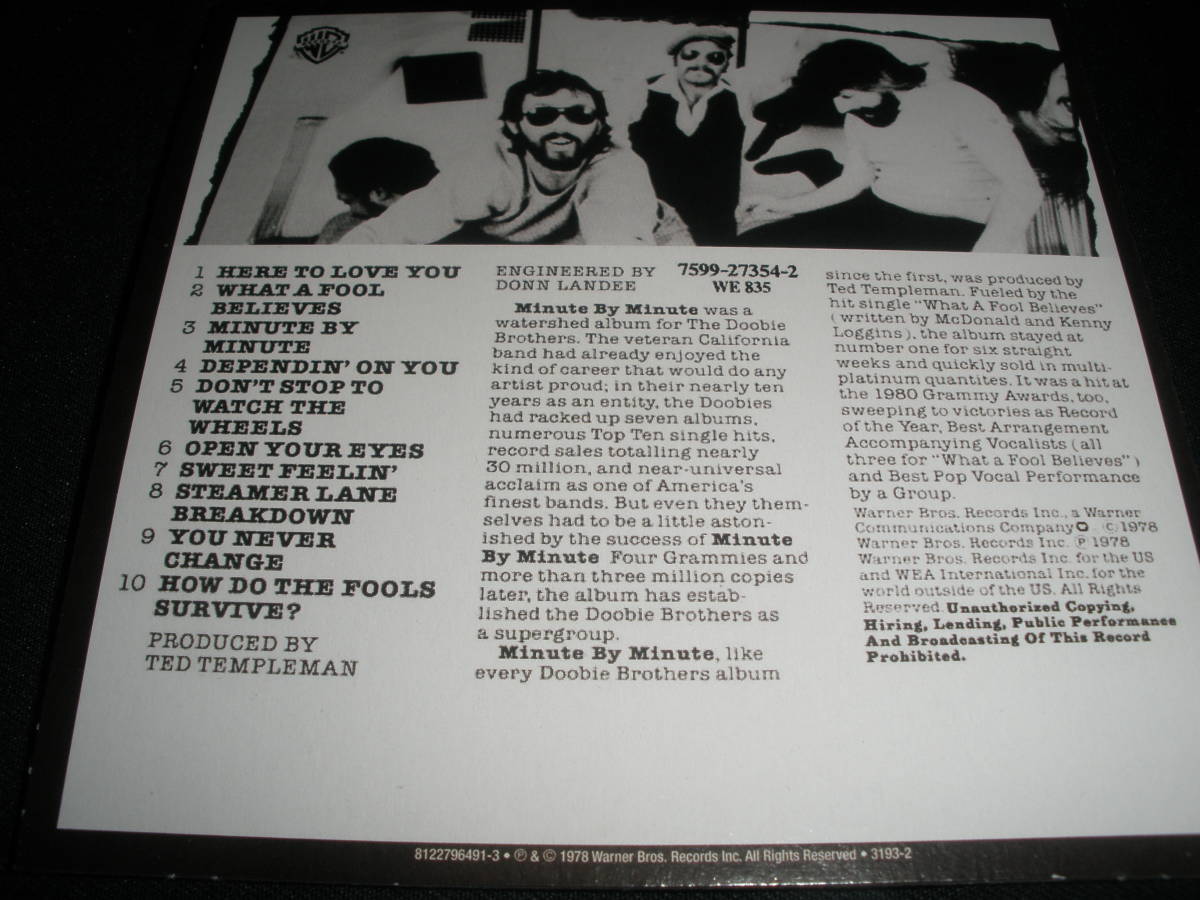 1 HERE TO LOVE YOU
2 WHAT A FOOL
BELIEVES
3 MINUTE BY
MINUTE
4 DEPENDIN' ON YOU
5 DON'T STOP TO
WATCH THE
WHEELS
6 OPEN YOUR EYES
7 SWEET FEELIN'
8 STEAMER LANE
BREAKDOWN
9 YOU NEVER
CHANGE
10 HOW DO THE FOOLS
SURVIVE?
PRODUCED BY
TED TEMPLEMAN
ENGINEERED BY
DONN LANDEE
7599-27354-2
WE 835
Minute By Minute was a
watershed album for The Doobie
Brothers. The veteran California
band had already enjoyed the
kind of career that would do any
artist proud; in their nearly ten
years as an entity, the Doobies
had racked up seven albums,
numerous Top Ten single hits,
record sales totalling nearly
30 million, and near-universal
acclaim as one of America's
finest bands. But even they them-
selves had to be a little aston-
ished by the success of Minute
By Minute Four Grammies and
more than three million copies
later, the album has estab-
lished the Doobie Brothers as
a supergroup.
Minute By Minute, like
every Doobie Brothers album
since the first, was produced by
Ted Templeman. Fueled by the
hit single "What A Fool Believes"
(written by McDonald and Kenny
Loggins), the album stayed at
number one for six straight
weeks and quickly sold in multi-
platinum quantites. It was a hit at
the 1980 Grammy Awards, too,
sweeping to victories as Record
of the Year, Best Arrangement
Accompanying Vocalists (all
three for "What a Fool Believes")
and Best Pop Vocal Performance
by a Group.
Warner Bros. Records Inc., a Warner
Communications Company © 1978
Warner Bros. Records Inc. ℗ 1978
Warner Bros. Records Inc. for the US
and WEA International Inc. for the
world outside of the US. All Rights
Reserved. Unauthorized Copying,
Hiring, Lending, Public Performance
And Broadcasting Of This Record
Prohibited.
8122796491-3 • ℗ & © 1978 Warner Bros. Records Inc. All Rights Reserved • 3193-2